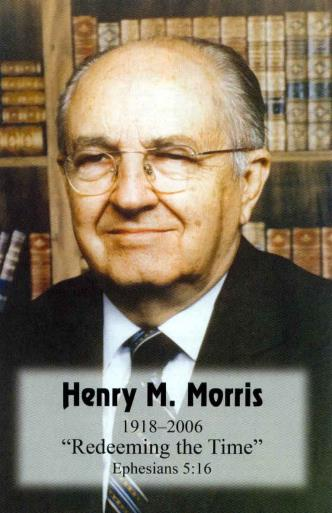 Henry M. Morris
1918–2006
“Redeeming the Time”
Ephesians 5:16